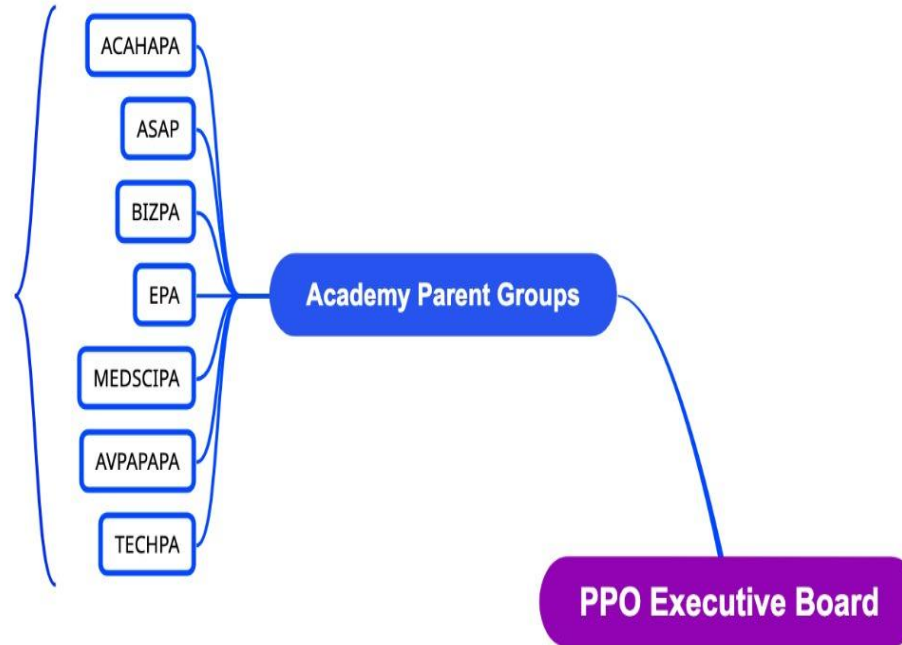 ACAHAPA
ASAP
BIZPA
EPA
MEDSCIPA
AVPAPAPA
TECHPA
Academy Parent Groups
PPO Executive Board